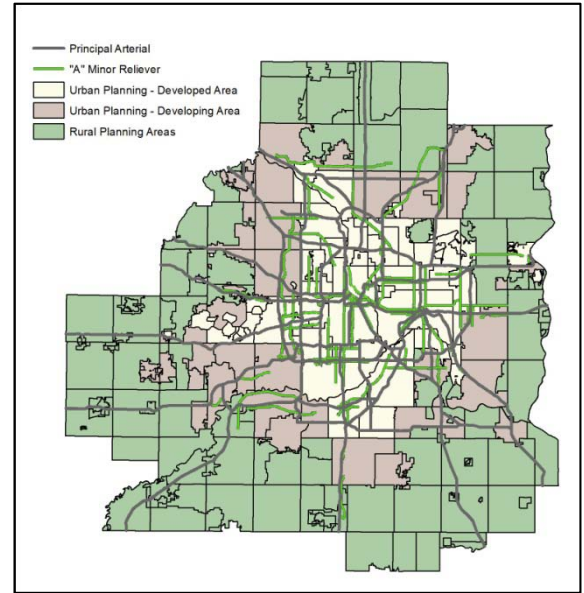 Principal Arterial
"A" Minor Reliever
Urban Planning - Developed Area
Urban Planning - Developing Area
Rural Planning Areas